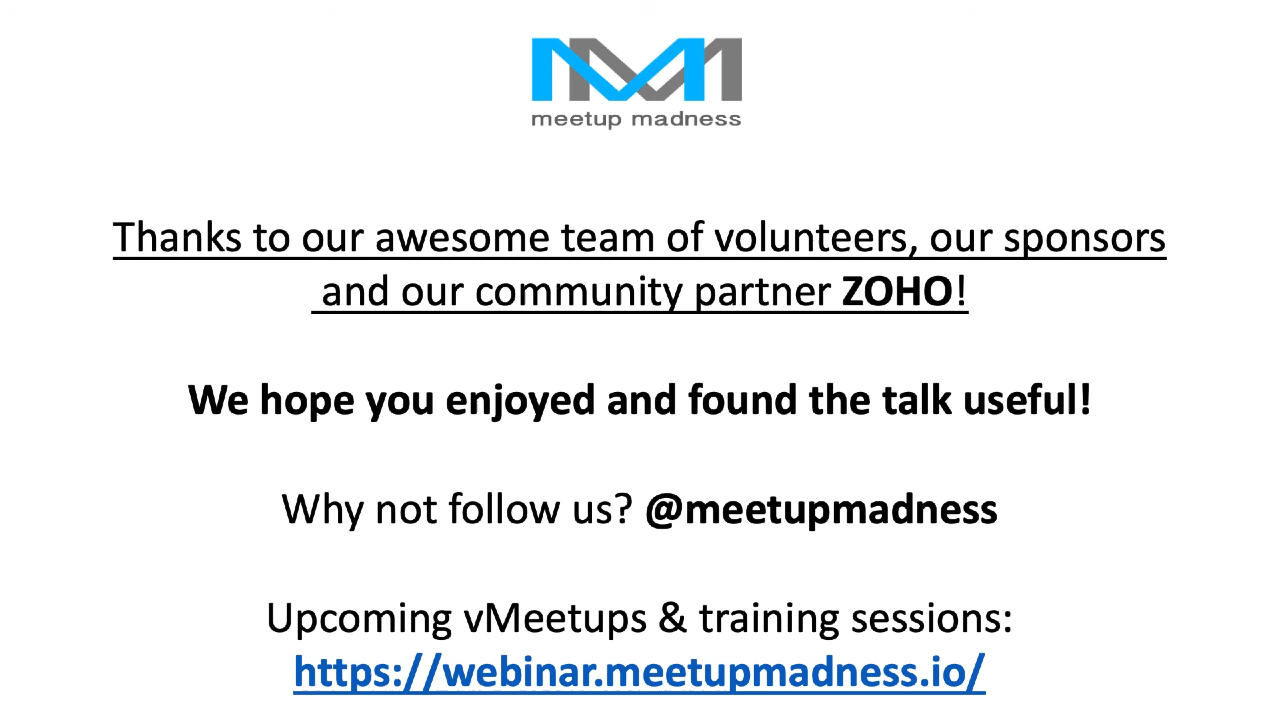 meetup madness
Thanks to our awesome team of volunteers, our sponsors
and our community partner ZOHO!
We hope you enjoyed and found the talk useful!
Why not follow us? @meetupmadness
Upcoming vMeetups & training sessions:
https://webinar.meetupmadness.io/